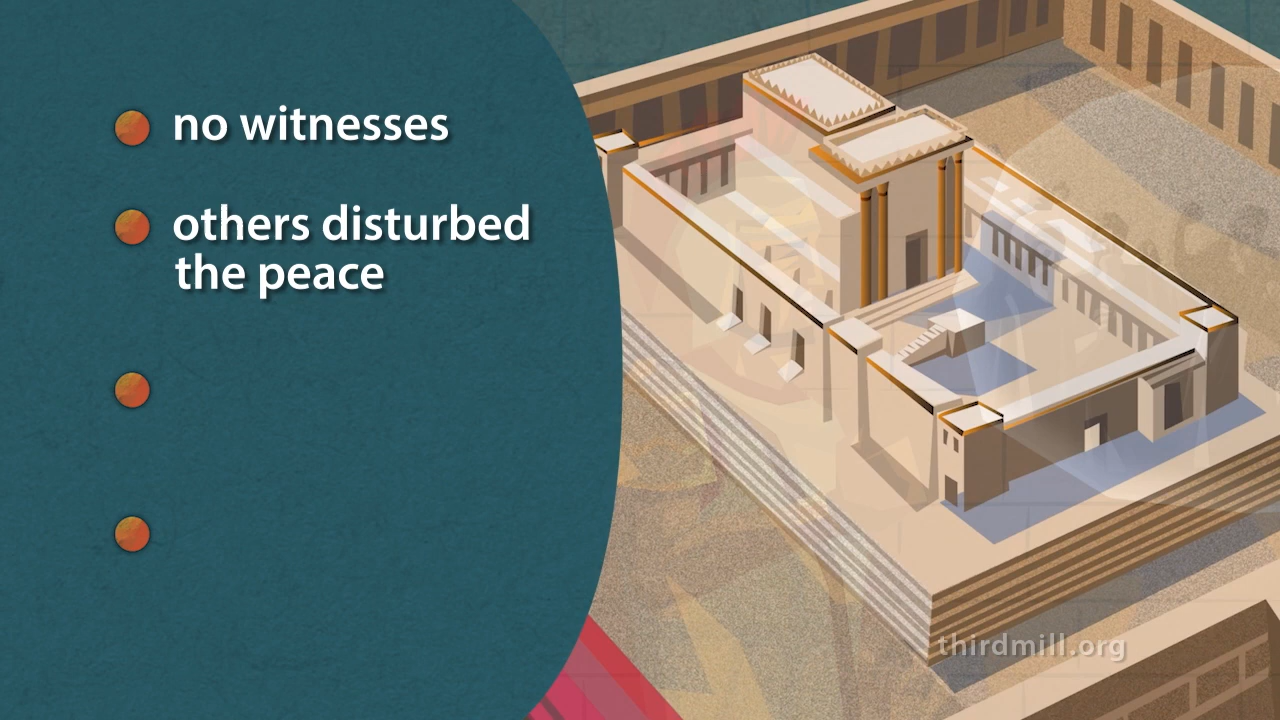 no witnesses
others disturbed
the peace
thirdmill.org